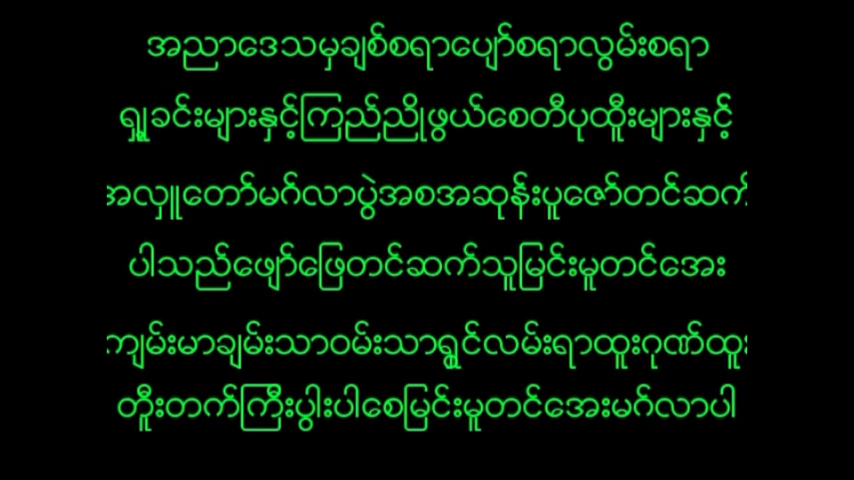 အညာဒေသမှချစ်စရာပျော်စရာလွမ်းစရာ
ရှုခင်းများနှင့်ကြည်ညိုဖွယ်စေတီပုထိူးများနှင့်
အလှူတော်မဂ်လာပွဲအစအဆုန်းပူဇော်တင်ဆက်
ပါသည်ဖျော်ဖြေတင်ဆက်သူမြင်းမူတင်အေး
ကျမ်းမာချမ်းသာဝမ်းသာရွှင်လမ်းရာထူးဂုဏ်ထူး
တိူးတက်ကြီးပွါးပါစေမြင်းမူတင်အေးမဂ်လာပါ